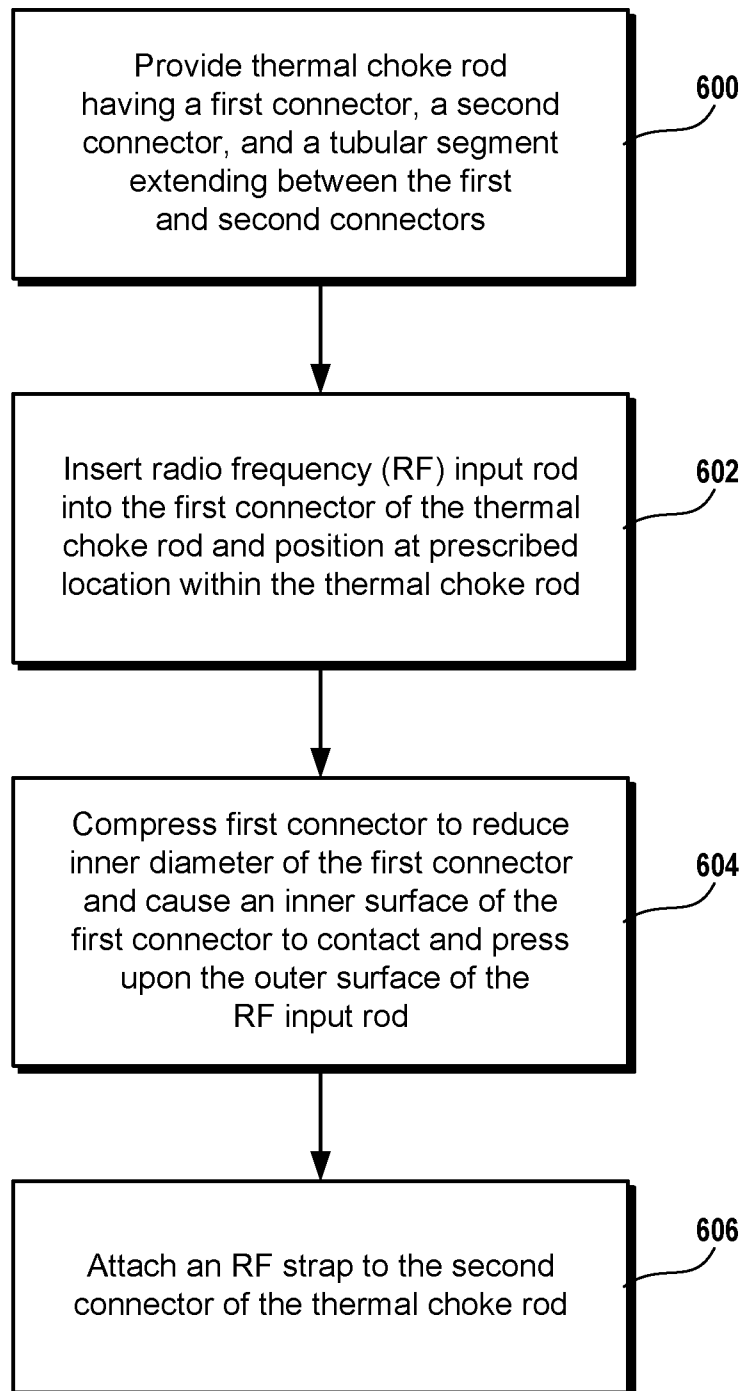 Provide thermal choke rod
having a first connector, a second
connector, and a tubular segment
extending between the first
and second connectors
600
Insert radio frequency (RF) input rod
into the first connector of the thermal
choke rod and position at prescribed
location within the thermal choke rod
602
Compress first connector to reduce
inner diameter of the first connector
and cause an inner surface of the
first connector to contact and press
upon the outer surface of the
RF input rod
604
Attach an RF strap to the second
connector of the thermal choke rod
606